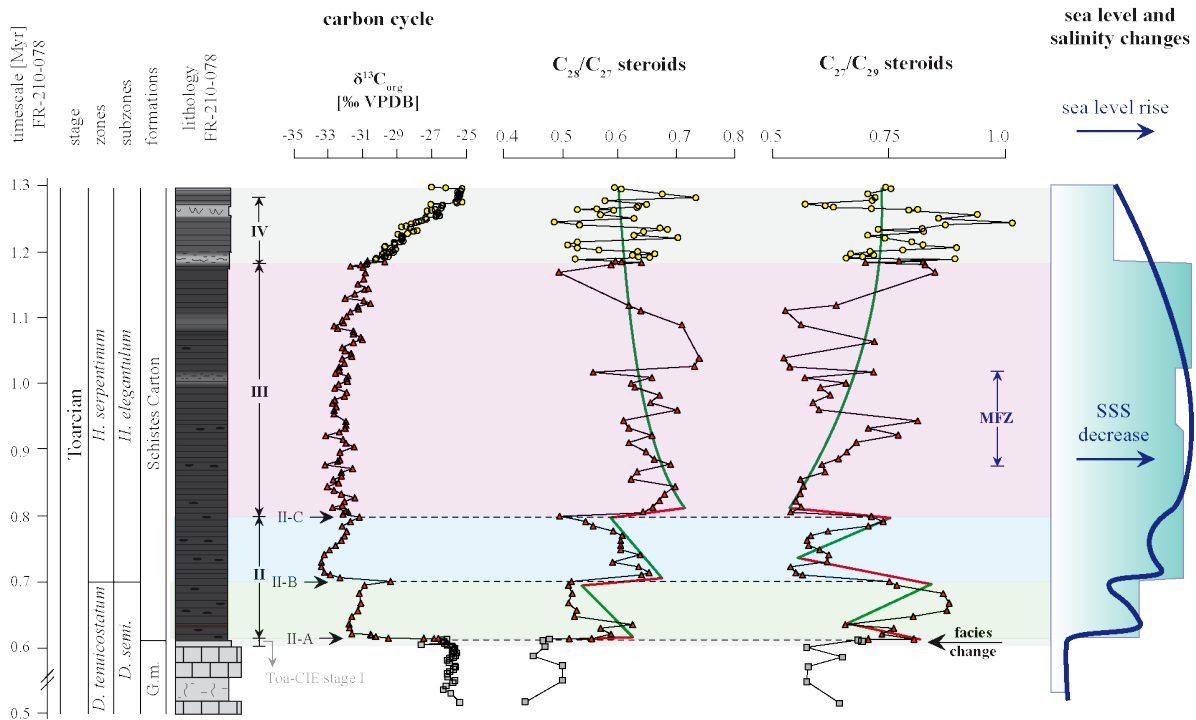 carbon cycle
sea level and
salinity changes
timescale [Myr]
FR-210-078
stage
zones
subzones
formations
lithology
FR-210-078
δ13Corg
[‰ VPDB]
C28/C27 steroids
C27/C29 steroids
sea level rise
-35 -33 -31 -29 -27 -25
0.4 0.5 0.6 0.7 0.8
0.5 0.75 1.0
1.3
1.2
1.1
1.0
0.9
0.8
0.7
0.6
0.5
Toarcian
H. serpentinum
D. tenuicostatum
H. elegantulum
D. semi.
Schistes Carton
G.m.
IV
III
II
II-C
II-B
II-A
Toa-CIE stage I
MFZ
facies
change
SSS
decrease